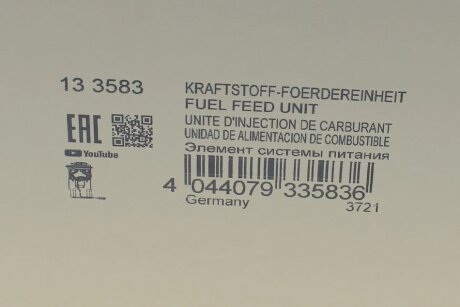 13 3583
KRAFTSTOFF-FOERDEREINHEIT
FUEL FEED UNIT
UNITE D'INJECTION DE CARBURANT
UNIDAD DE ALIMENTACION DE COMBUSTIBLE
Элемент системы питания
EAC
YouTube
4 044079 335836
Germany
3721